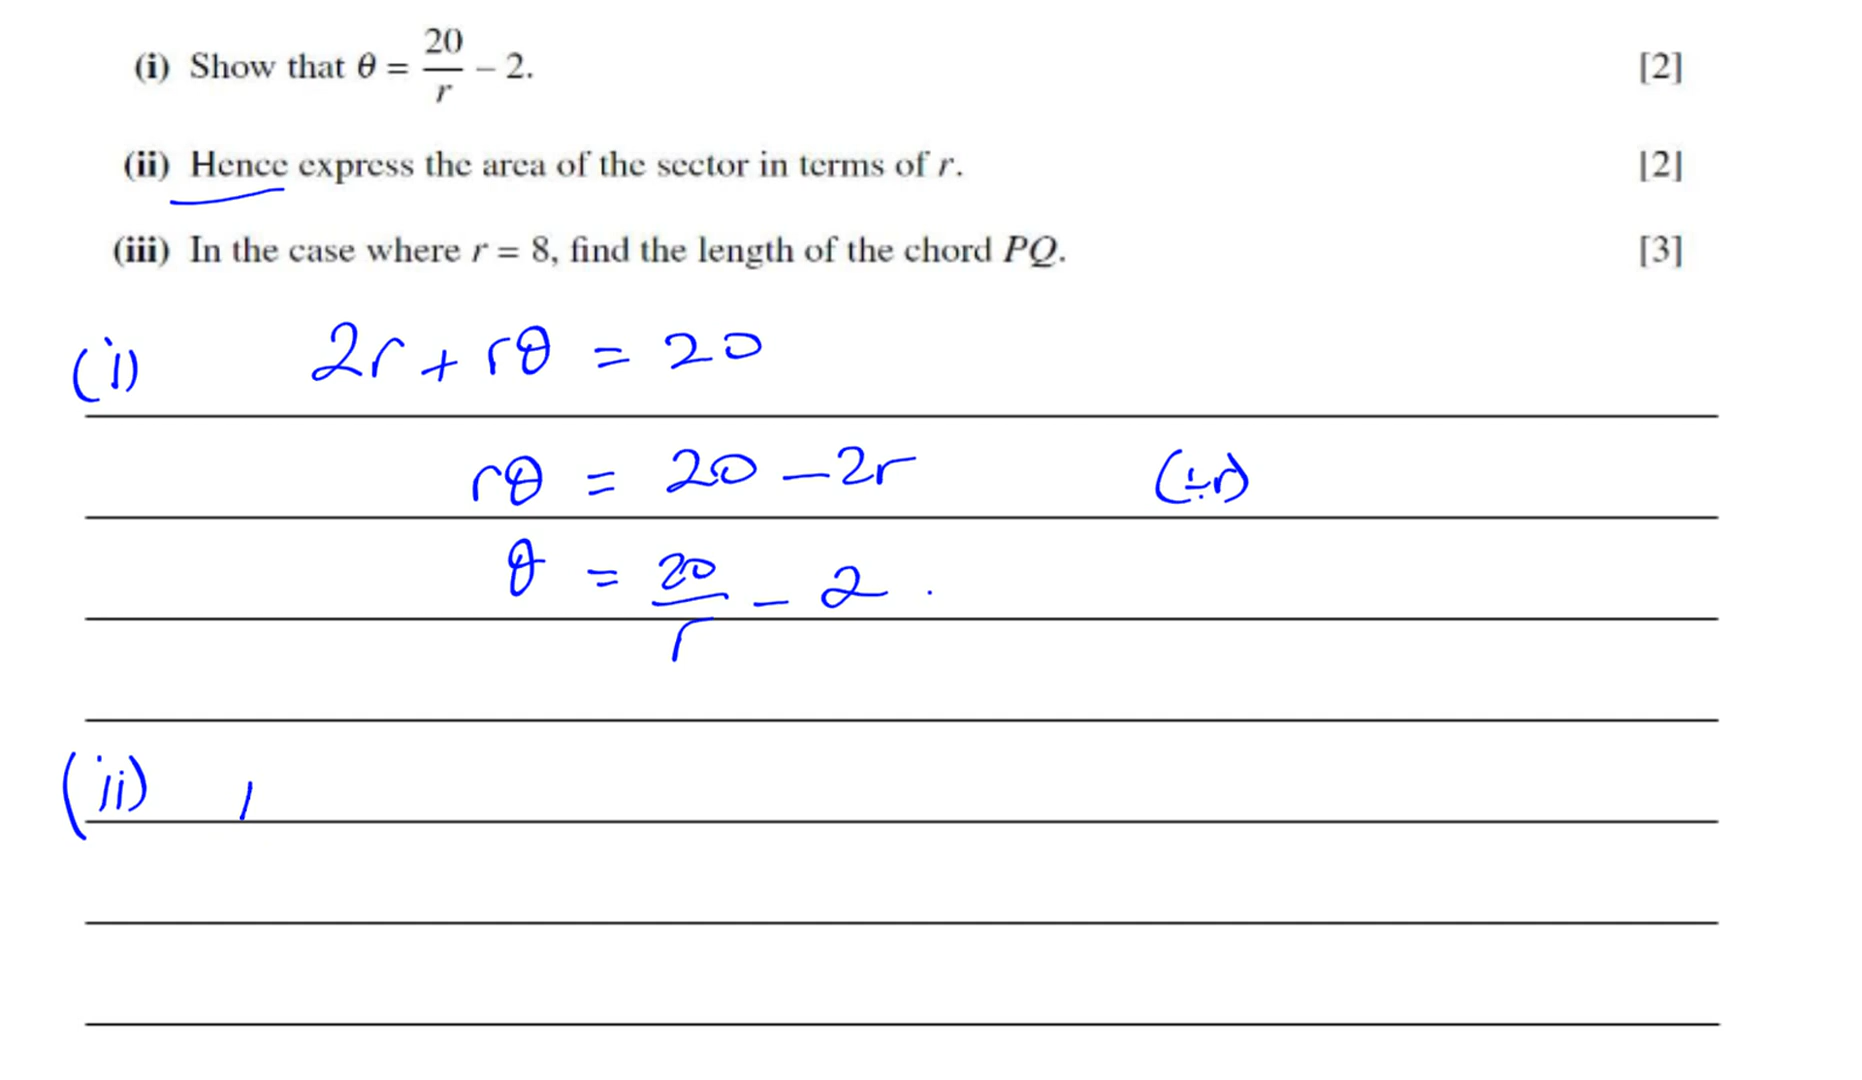 (i) Show that θ = 20/r − 2. [2]
(ii) Hence express the area of the sector in terms of r. [2]
(iii) In the case where r = 8, find the length of the chord PQ. [3]
(i) 2r + rθ = 20
rθ = 20 − 2r (÷r)
θ = 20/r − 2 .
(ii)